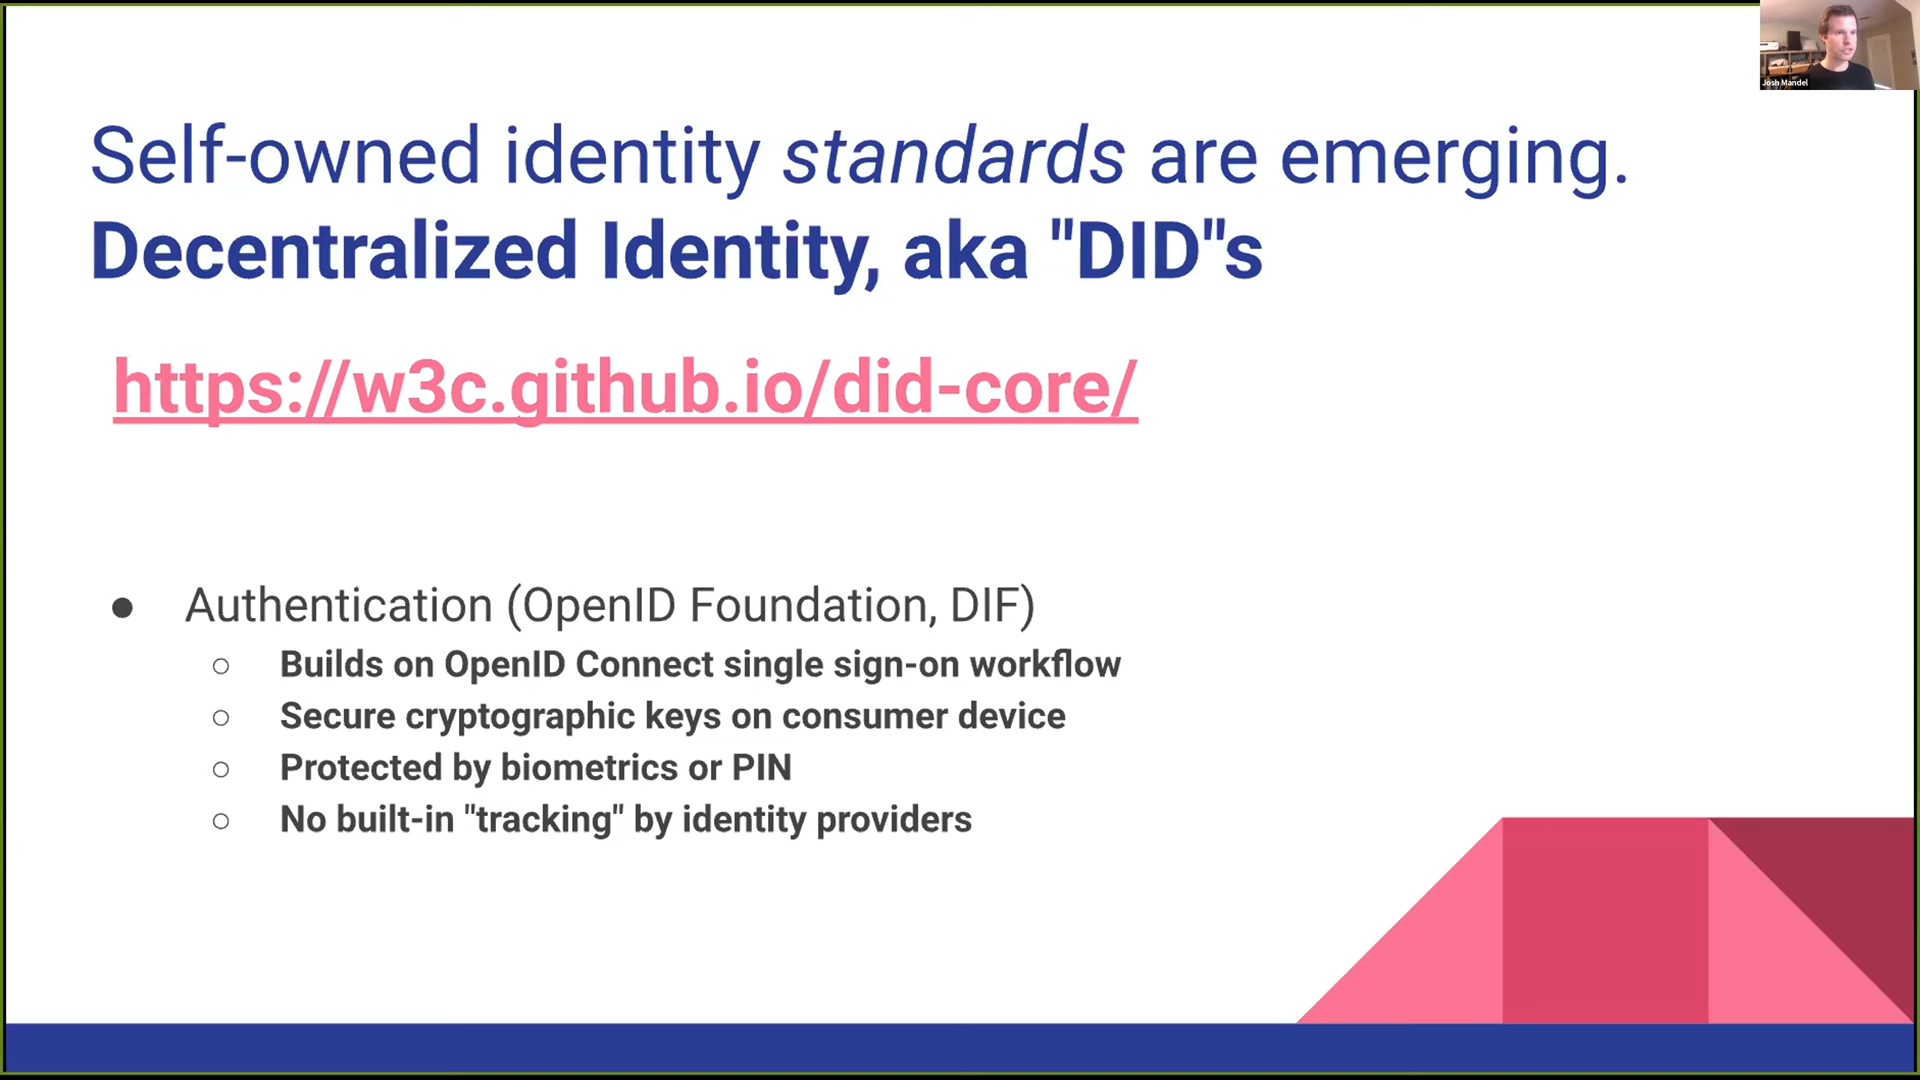 Josh Mandel
Self-owned identity standards are emerging.
Decentralized Identity, aka "DID"s
https://w3c.github.io/did-core/
● Authentication (OpenID Foundation, DIF)
○ Builds on OpenID Connect single sign-on workflow
○ Secure cryptographic keys on consumer device
○ Protected by biometrics or PIN
○ No built-in "tracking" by identity providers